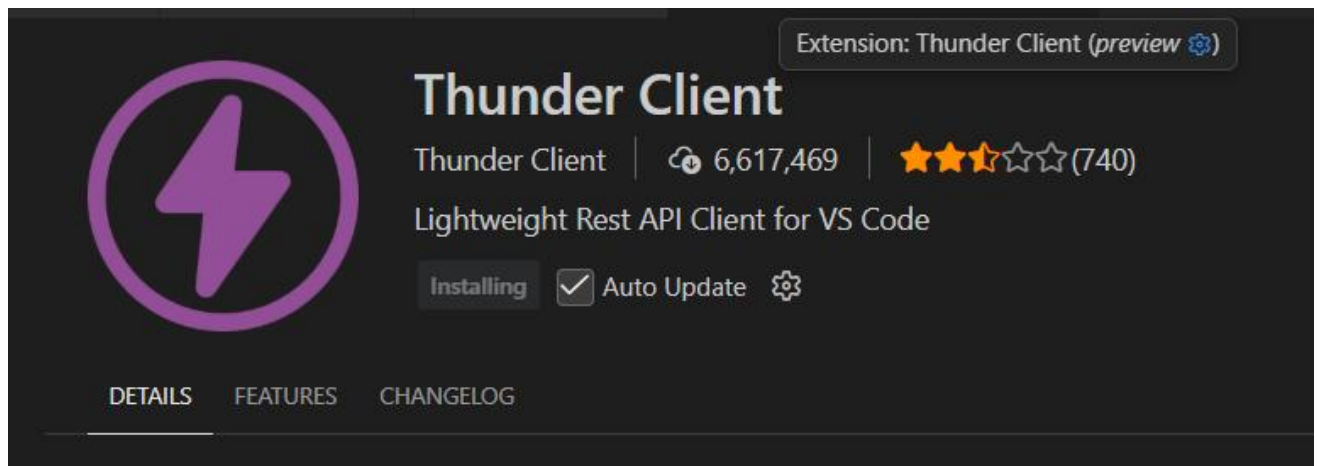 Extension: Thunder Client (preview)
Thunder Client
Thunder Client 6,617,469 (740)
Lightweight Rest API Client for VS Code
Installing Auto Update
DETAILS FEATURES CHANGELOG